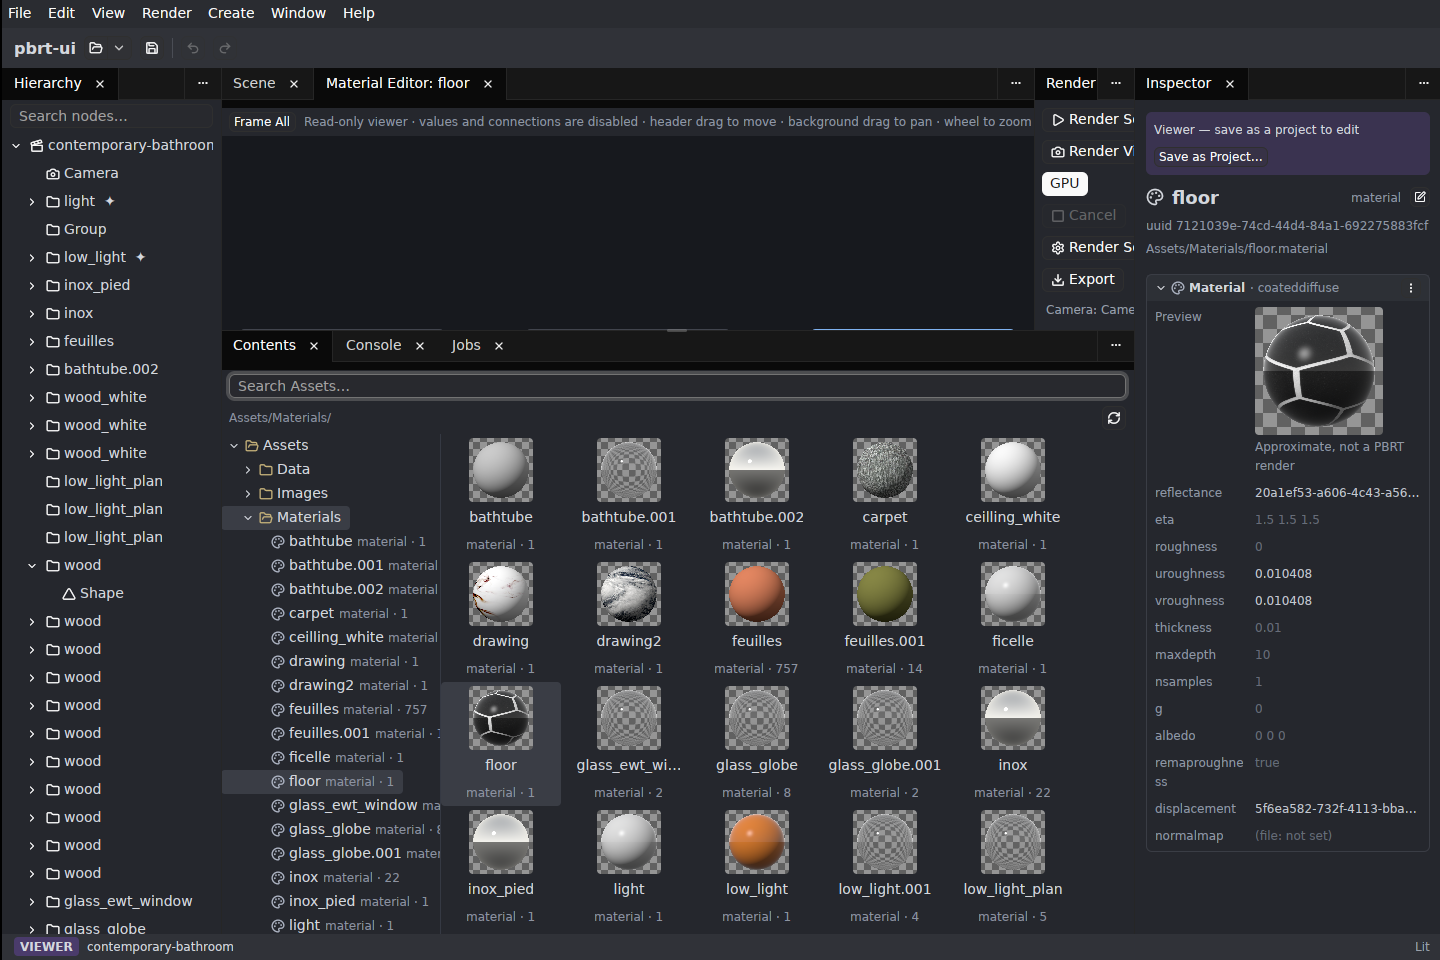 File Edit View Render Create Window Help
pbrt-ui
Hierarchy
Search nodes...
contemporary-bathroom
Camera
light
Group
low_light
inox_pied
inox
feuilles
bathtube.002
wood_white
wood_white
wood_white
low_light_plan
low_light_plan
low_light_plan
wood
Shape
wood
wood
wood
wood
wood
wood
wood
wood
wood
wood
glass_ewt_window
glass_globe
Scene
Material Editor: floor
Frame All
Read-only viewer · values and connections are disabled · header drag to move · background drag to pan · wheel to zoom
Render
Render Se
Render Vi
GPU
Cancel
Render Se
Export
Camera: Came
Contents
Console
Jobs
Search Assets...
Assets/Materials/
Assets
Data
Images
Materials
bathtube material · 1
bathtube.001 material
bathtube.002 material
carpet material · 1
ceilling_white material
drawing material · 1
drawing2 material · 1
feuilles material · 757
feuilles.001 material · 1
ficelle material · 1
floor material · 1
glass_ewt_window ma
glass_globe material · 8
glass_globe.001 mater
inox material · 22
inox_pied material · 1
light material · 1
bathtube bathtube.001 bathtube.002 carpet ceilling_white
material · 1 material · 1 material · 1 material · 1 material · 1
drawing drawing2 feuilles feuilles.001 ficelle
material · 1 material · 1 material · 757 material · 14 material · 1
floor glass_ewt_wi... glass_globe glass_globe.001 inox
material · 1 material · 2 material · 8 material · 2 material · 22
inox_pied light low_light low_light.001 low_light_plan
material · 1 material · 1 material · 1 material · 4 material · 5
Inspector
Viewer — save as a project to edit
Save as Project...
floor material
uuid 7121039e-74cd-44d4-84a1-692275883fcf
Assets/Materials/floor.material
Material · coateddiffuse
Preview
Approximate, not a PBRT
render
reflectance 20a1ef53-a606-4c43-a56...
eta 1.5 1.5 1.5
roughness 0
uroughness 0.010408
vroughness 0.010408
thickness 0.01
maxdepth 10
nsamples 1
g 0
albedo 0 0 0
remaproughne
ss
true
displacement 5f6ea582-732f-4113-bba...
normalmap (file: not set)
VIEWER contemporary-bathroom
Lit